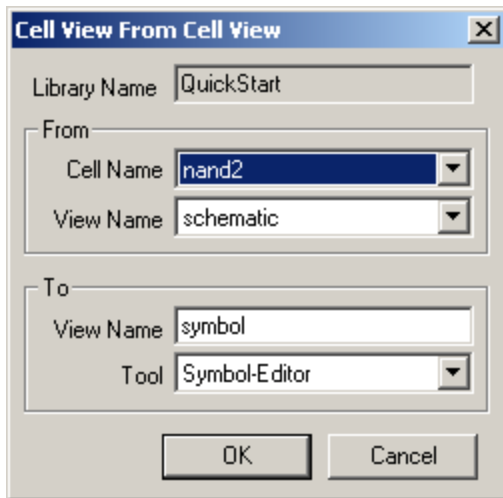 Cell View From Cell View
Library Name QuickStart
From
Cell Name nand2
View Name schematic
To
View Name symbol
Tool Symbol-Editor
OK Cancel